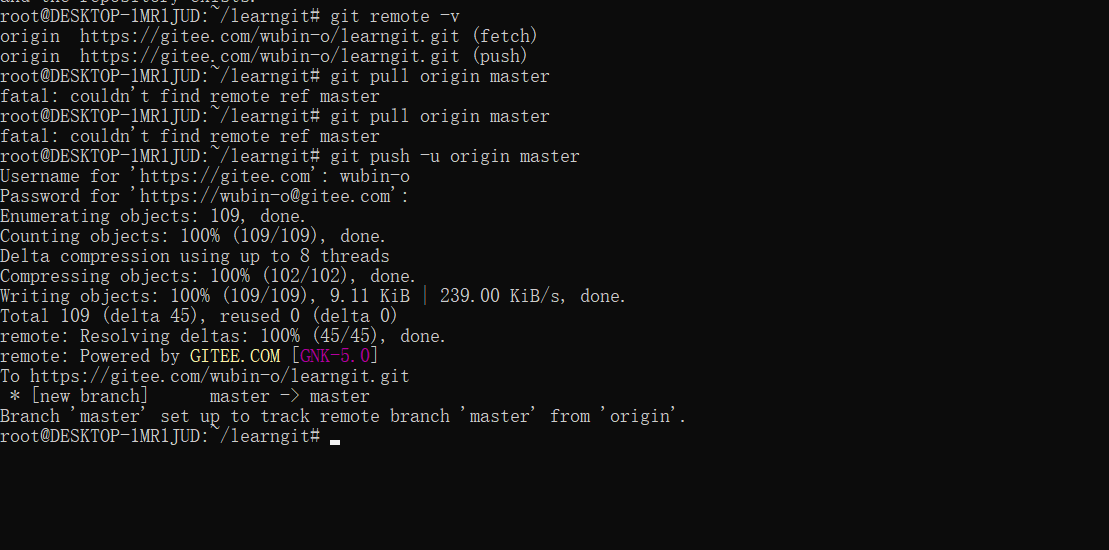 and the repository exists.
root@DESKTOP-1MR1JUD:~/learngit# git remote -v
origin  https://gitee.com/wubin-o/learngit.git (fetch)
origin  https://gitee.com/wubin-o/learngit.git (push)
root@DESKTOP-1MR1JUD:~/learngit# git pull origin master
fatal: couldn't find remote ref master
root@DESKTOP-1MR1JUD:~/learngit# git pull origin master
fatal: couldn't find remote ref master
root@DESKTOP-1MR1JUD:~/learngit# git push -u origin master
Username for 'https://gitee.com': wubin-o
Password for 'https://wubin-o@gitee.com':
Enumerating objects: 109, done.
Counting objects: 100% (109/109), done.
Delta compression using up to 8 threads
Compressing objects: 100% (102/102), done.
Writing objects: 100% (109/109), 9.11 KiB | 239.00 KiB/s, done.
Total 109 (delta 45), reused 0 (delta 0)
remote: Resolving deltas: 100% (45/45), done.
remote: Powered by GITEE.COM [GNK-5.0]
To https://gitee.com/wubin-o/learngit.git
 * [new branch]      master -> master
Branch 'master' set up to track remote branch 'master' from 'origin'.
root@DESKTOP-1MR1JUD:~/learngit#